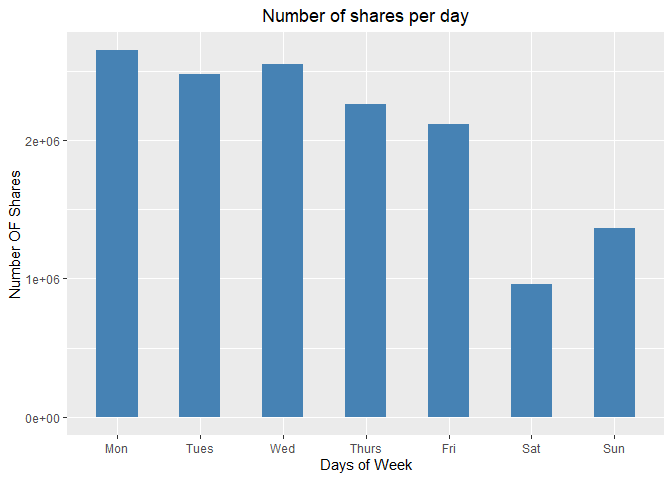 Number of shares per day
Number OF Shares
2e+06
1e+06
0e+00
Mon Tues Wed Thurs Fri Sat Sun
Days of Week